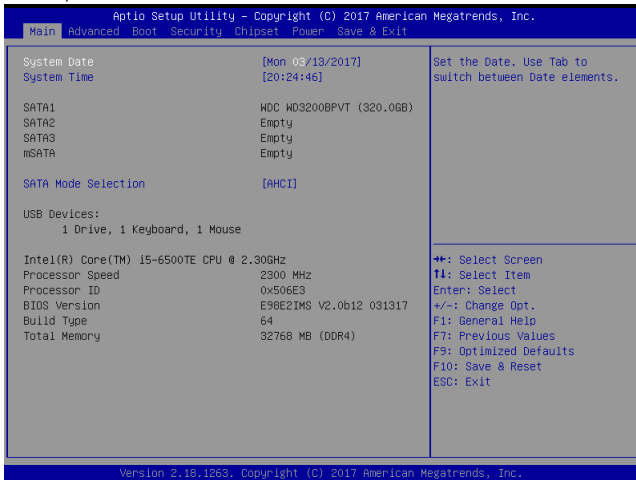 Aptio Setup Utility – Copyright (C) 2017 American Megatrends, Inc.
Main Advanced Boot Security Chipset Power Save & Exit
System Date [Mon 03/13/2017]
System Time [20:24:46]
SATA1 WDC WD3200BPVT (320.0GB)
SATA2 Empty
SATA3 Empty
mSATA Empty
SATA Mode Selection [AHCI]
USB Devices:
1 Drive, 1 Keyboard, 1 Mouse
Intel(R) Core(TM) i5-6500TE CPU @ 2.30GHz
Processor Speed 2300 MHz
Processor ID 0x506E3
BIOS Version E98E2IMS V2.0b12 031317
Build Type 64
Total Memory 32768 MB (DDR4)
Set the Date. Use Tab to
switch between Date elements.
→←: Select Screen
↑↓: Select Item
Enter: Select
+/-: Change Opt.
F1: General Help
F7: Previous Values
F9: Optimized Defaults
F10: Save & Reset
ESC: Exit
Version 2.18.1263. Copyright (C) 2017 American Megatrends, Inc.